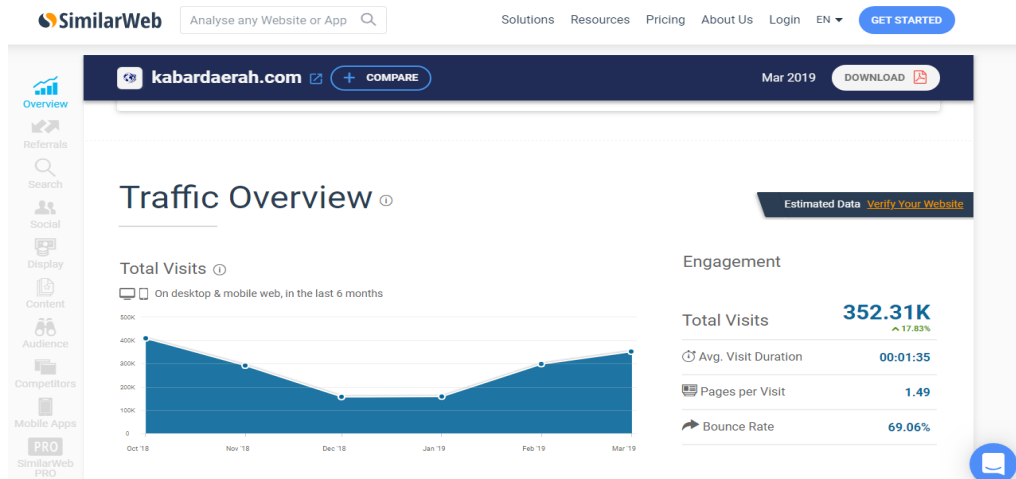 SimilarWeb Analyse any Website or App Solutions Resources Pricing About Us Login EN GET STARTED
kabardaerah.com + COMPARE Mar 2019 DOWNLOAD
Overview
Referrals
Search
Social
Display
Content
Audience
Competitors
Mobile Apps
PRO
SimilarWeb
PRO
Traffic Overview
Estimated Data Verify Your Website
Total Visits
On desktop & mobile web, in the last 6 months
500K
400K
300K
200K
100K
0
Oct '18 Nov '18 Dec '18 Jan '19 Feb '19 Mar '19
Engagement
Total Visits 352.31K
17.83%
Avg. Visit Duration 00:01:35
Pages per Visit 1.49
Bounce Rate 69.06%